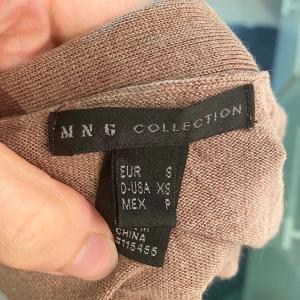 MNG COLLECTION
EUR S
D-USA XS
MEX P
CHINA